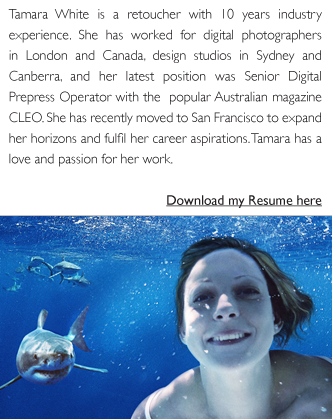 Tamara White is a retoucher with 10 years industry
experience. She has worked for digital photographers
in London and Canada, design studios in Sydney and
Canberra, and her latest position was Senior Digital
Prepress Operator with the popular Australian magazine
CLEO. She has recently moved to San Francisco to expand
her horizons and fulfil her career aspirations. Tamara has a
love and passion for her work.
Download my Resume here